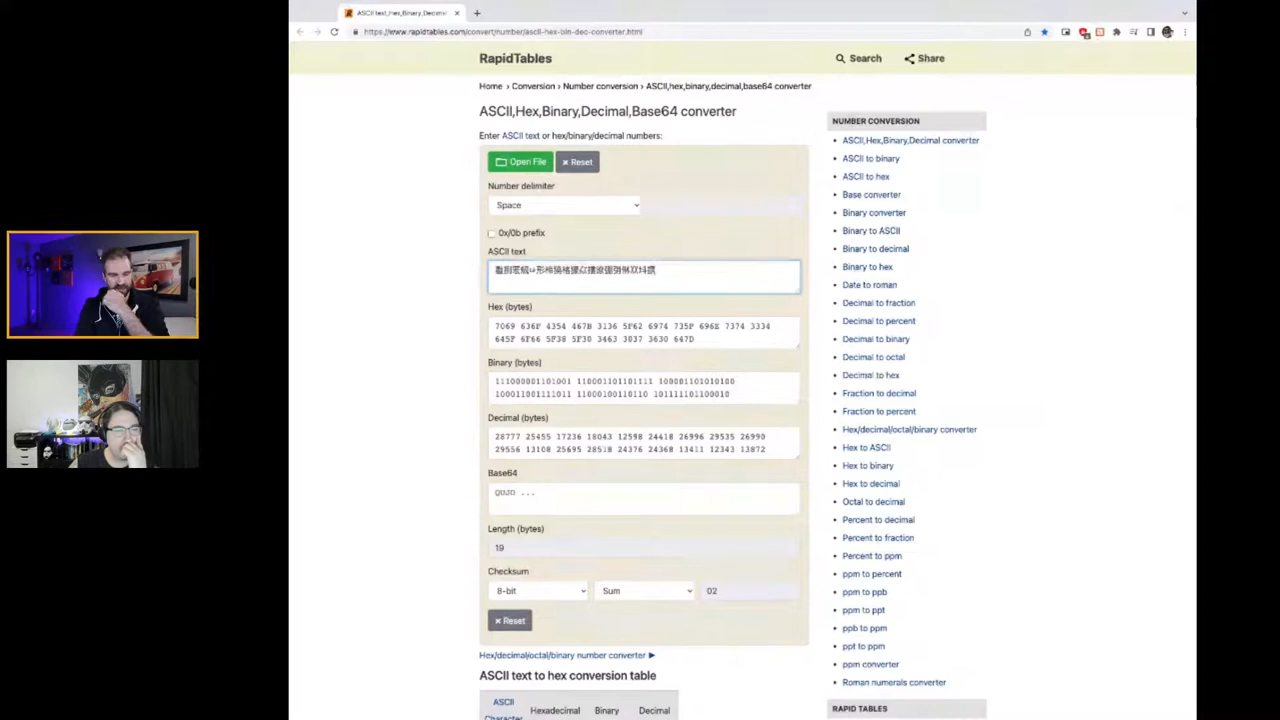 ASCII text,Hex,Binary,Decima
https://www.rapidtables.com/convert/number/ascii-hex-bin-dec-converter.html
RapidTables
Search
Share
Home › Conversion › Number conversion › ASCII,hex,binary,decimal,base64 converter
ASCII,Hex,Binary,Decimal,Base64 converter
Enter ASCII text or hex/binary/decimal numbers:
Open File
× Reset
Number delimiter
Space
0x/0b prefix
ASCII text
Hex (bytes)
7069 636F 4354 467B 3136 5F62 6974 735F 696E 7374 3334
645F 6F66 5F38 5F30 3463 3037 3630 647D
Binary (bytes)
111000001101001 110001101101111 100001101010100
100011001111011 11000100110110 101111101100010
Decimal (bytes)
28777 25455 17236 18043 12598 24418 26996 29535 26990
29556 13108 25695 28518 24376 24368 13411 12343 13872
Base64
QUJD ...
Length (bytes)
19
Checksum
8-bit
Sum
02
× Reset
Hex/decimal/octal/binary number converter ►
ASCII text to hex conversion table
ASCII
Character
Hexadecimal
Binary
Decimal
NUMBER CONVERSION
ASCII,Hex,Binary,Decimal converter
ASCII to binary
ASCII to hex
Base converter
Binary converter
Binary to ASCII
Binary to decimal
Binary to hex
Date to roman
Decimal to fraction
Decimal to percent
Decimal to binary
Decimal to octal
Decimal to hex
Fraction to decimal
Fraction to percent
Hex/decimal/octal/binary converter
Hex to ASCII
Hex to binary
Hex to decimal
Octal to decimal
Percent to decimal
Percent to fraction
Percent to ppm
ppm to percent
ppm to ppb
ppm to ppt
ppb to ppm
ppt to ppm
ppm converter
Roman numerals converter
RAPID TABLES